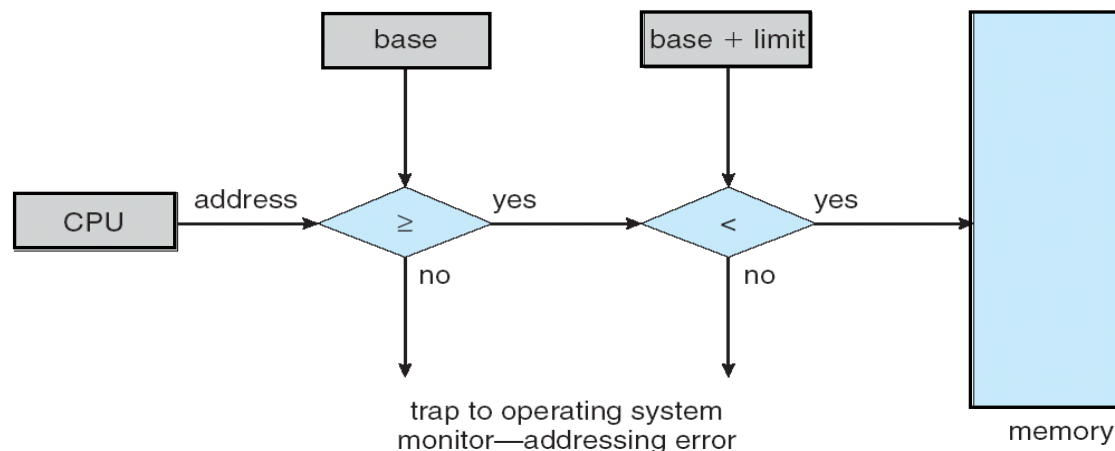 base
base + limit
CPU
address
≥
yes
<
yes
no
no
trap to operating system
monitor—addressing error
memory